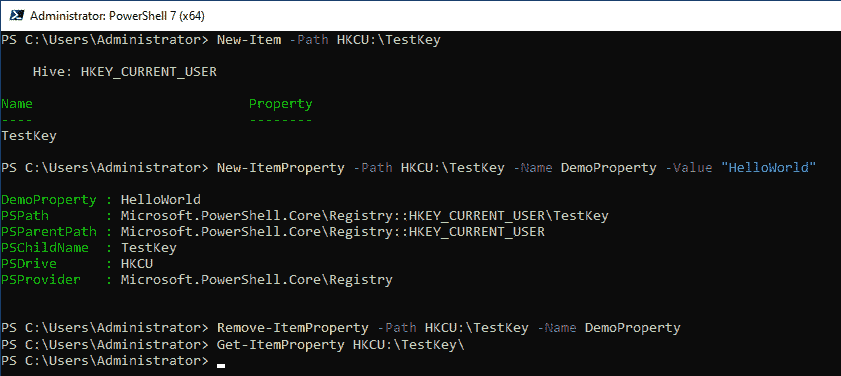 Administrator: PowerShell 7 (x64)
PS C:\Users\Administrator> New-Item -Path HKCU:\TestKey
Hive: HKEY_CURRENT_USER
Name Property
---- --------
TestKey
PS C:\Users\Administrator> New-ItemProperty -Path HKCU:\TestKey -Name DemoProperty -Value "HelloWorld"
DemoProperty : HelloWorld
PSPath : Microsoft.PowerShell.Core\Registry::HKEY_CURRENT_USER\TestKey
PSParentPath : Microsoft.PowerShell.Core\Registry::HKEY_CURRENT_USER
PSChildName : TestKey
PSDrive : HKCU
PSProvider : Microsoft.PowerShell.Core\Registry
PS C:\Users\Administrator> Remove-ItemProperty -Path HKCU:\TestKey -Name DemoProperty
PS C:\Users\Administrator> Get-ItemProperty HKCU:\TestKey\
PS C:\Users\Administrator>